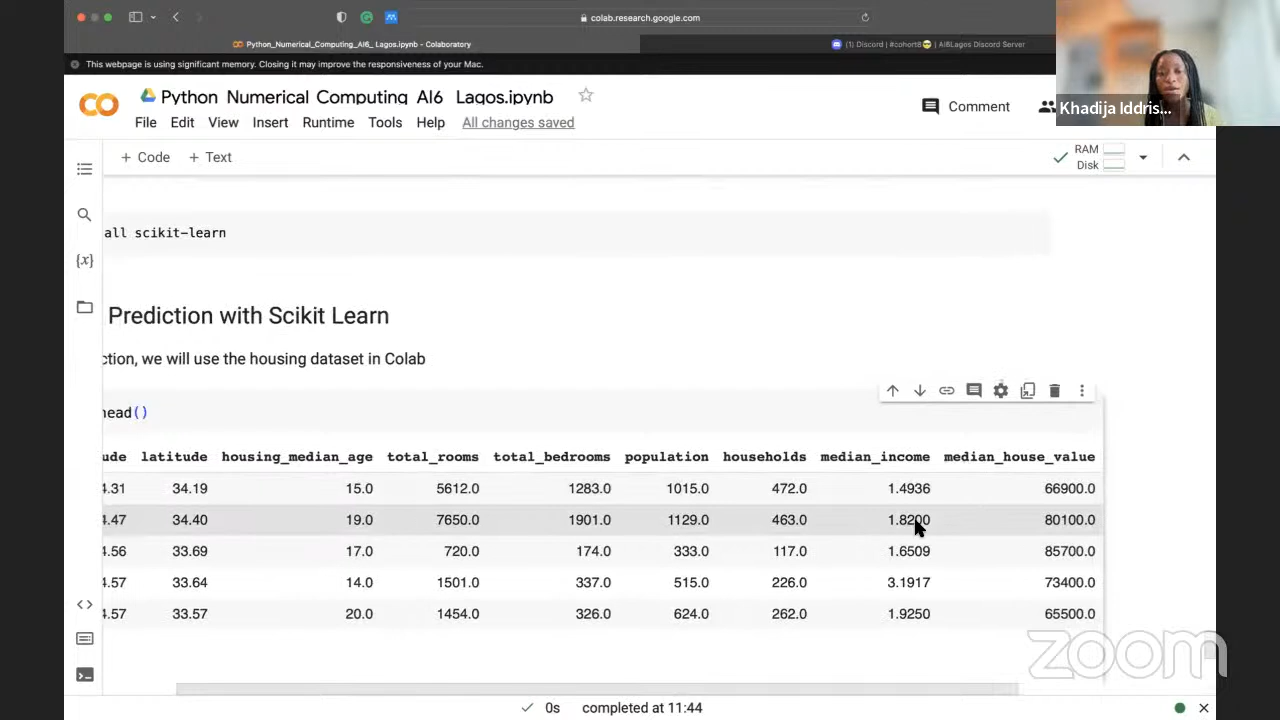 colab.research.google.com
Python_Numerical_Computing_AI6_ Lagos.ipynb - Colaboratory
(1) Discord | #cohort8😎 | AI6Lagos Discord Server
This webpage is using significant memory. Closing it may improve the responsiveness of your Mac.
Python_Numerical_Computing_AI6_ Lagos.ipynb
File Edit View Insert Runtime Tools Help All changes saved
Comment
Khadija Iddris...
+ Code + Text
RAM
Disk
all scikit-learn
{x}
Prediction with Scikit Learn
ction, we will use the housing dataset in Colab
head()
ude latitude housing_median_age total_rooms total_bedrooms population households median_income median_house_value
4.31 34.19 15.0 5612.0 1283.0 1015.0 472.0 1.4936 66900.0
4.47 34.40 19.0 7650.0 1901.0 1129.0 463.0 1.8200 80100.0
4.56 33.69 17.0 720.0 174.0 333.0 117.0 1.6509 85700.0
4.57 33.64 14.0 1501.0 337.0 515.0 226.0 3.1917 73400.0
4.57 33.57 20.0 1454.0 326.0 624.0 262.0 1.9250 65500.0
zoom
0s completed at 11:44